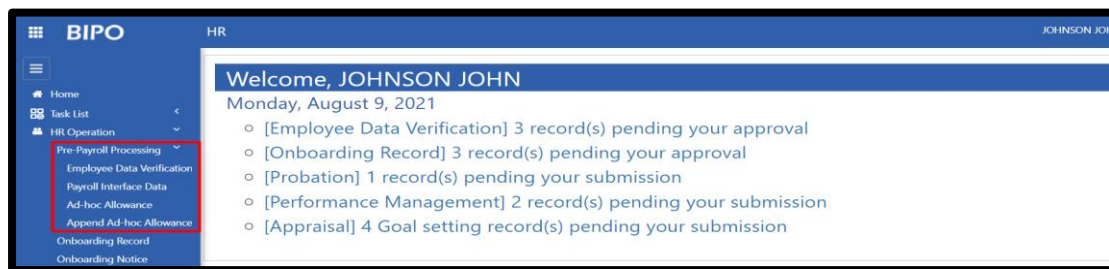 BIPO
HR
JOHNSON JOH
Welcome, JOHNSON JOHN
Monday, August 9, 2021
[Employee Data Verification] 3 record(s) pending your approval
[Onboarding Record] 3 record(s) pending your approval
[Probation] 1 record(s) pending your submission
[Performance Management] 2 record(s) pending your submission
[Appraisal] 4 Goal setting record(s) pending your submission
Home
Task List
HR Operation
Pre-Payroll Processing
Employee Data Verification
Payroll Interface Data
Ad-hoc Allowance
Append Ad-hoc Allowance
Onboarding Record
Onboarding Notice